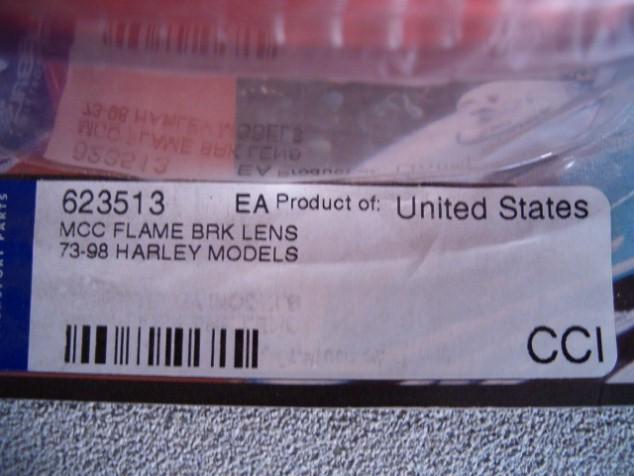 623513 EA Product of: United States
MCC FLAME BRK LENS
73-98 HARLEY MODELS
CCI